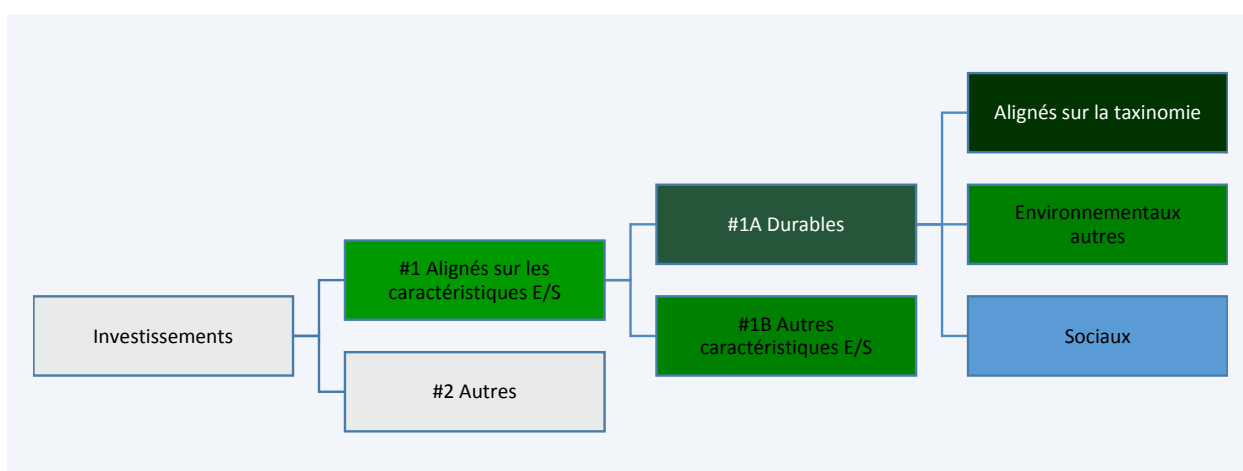 Alignés sur la taxinomie
#1A Durables
Environnementaux
autres
#1 Alignés sur les
caractéristiques E/S
Investissements
#1B Autres
caractéristiques E/S
Sociaux
#2 Autres